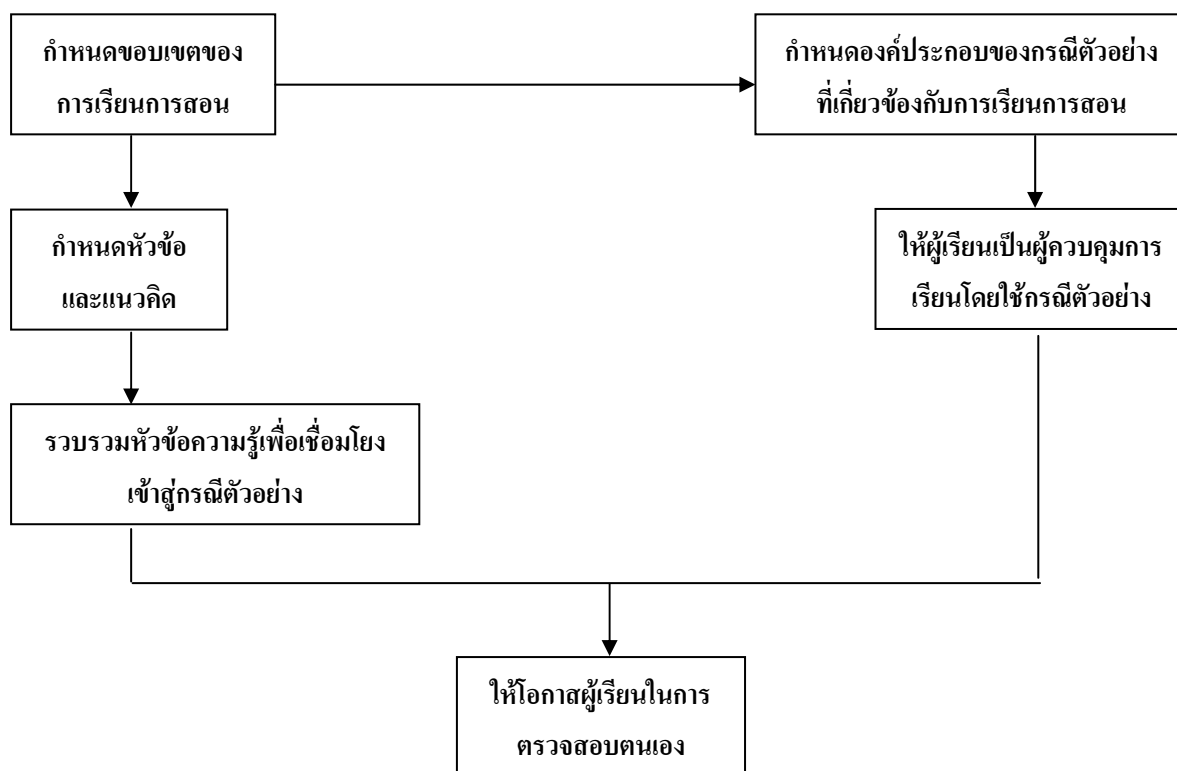 กำหนดขอบเขตของ
การเรียนการสอน
กำหนดองค์ประกอบของกรณีตัวอย่าง
ที่เกี่ยวข้องกับการเรียนการสอน
กำหนดหัวข้อ
และแนวคิด
ให้ผู้เรียนเป็นผู้ควบคุมการ
เรียนโดยใช้กรณีตัวอย่าง
รวบรวมหัวข้อความรู้เพื่อเชื่อมโยง
เข้าสู่กรณีตัวอย่าง
ให้โอกาสผู้เรียนในการ
ตรวจสอบตนเอง